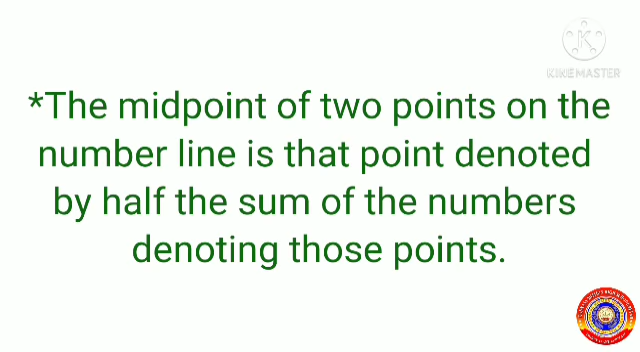 KINEMASTER
*The midpoint of two points on the
number line is that point denoted
by half the sum of the numbers
denoting those points.